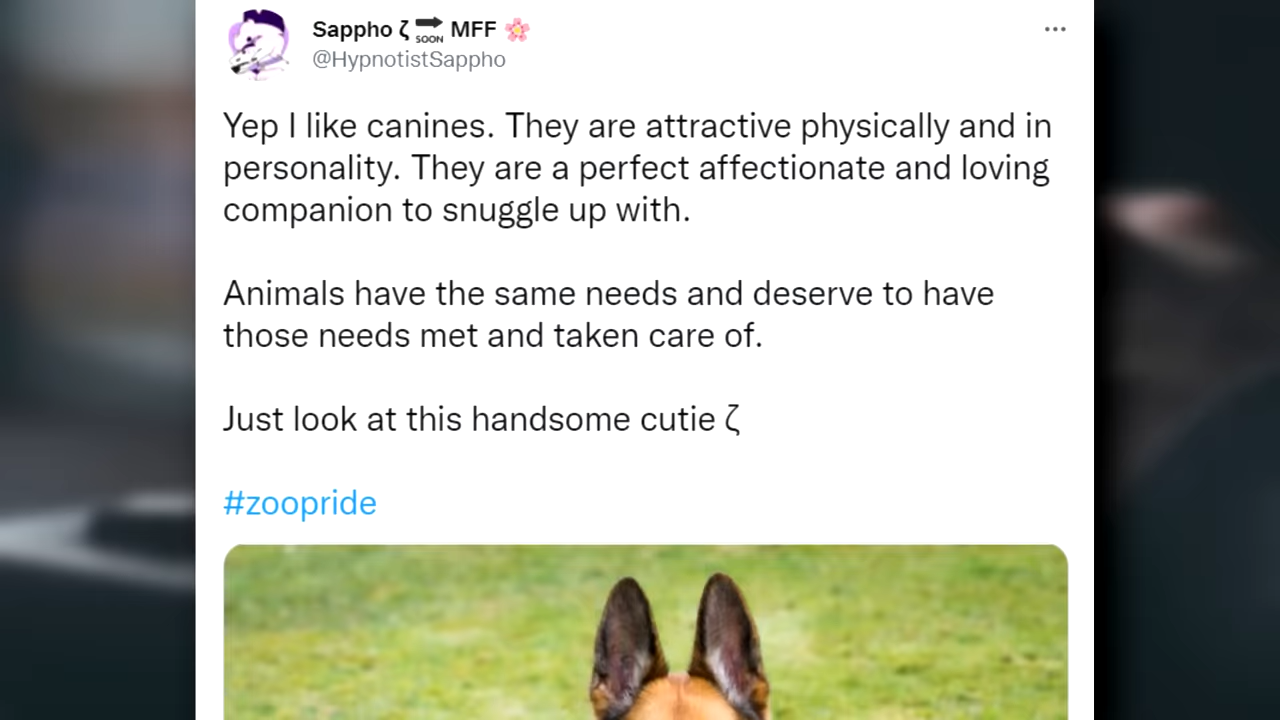 Sappho ζ 🔜 MFF 🌸
@HypnotistSappho
Yep I like canines. They are attractive physically and in
personality. They are a perfect affectionate and loving
companion to snuggle up with.
Animals have the same needs and deserve to have
those needs met and taken care of.
Just look at this handsome cutie ζ
#zoopride